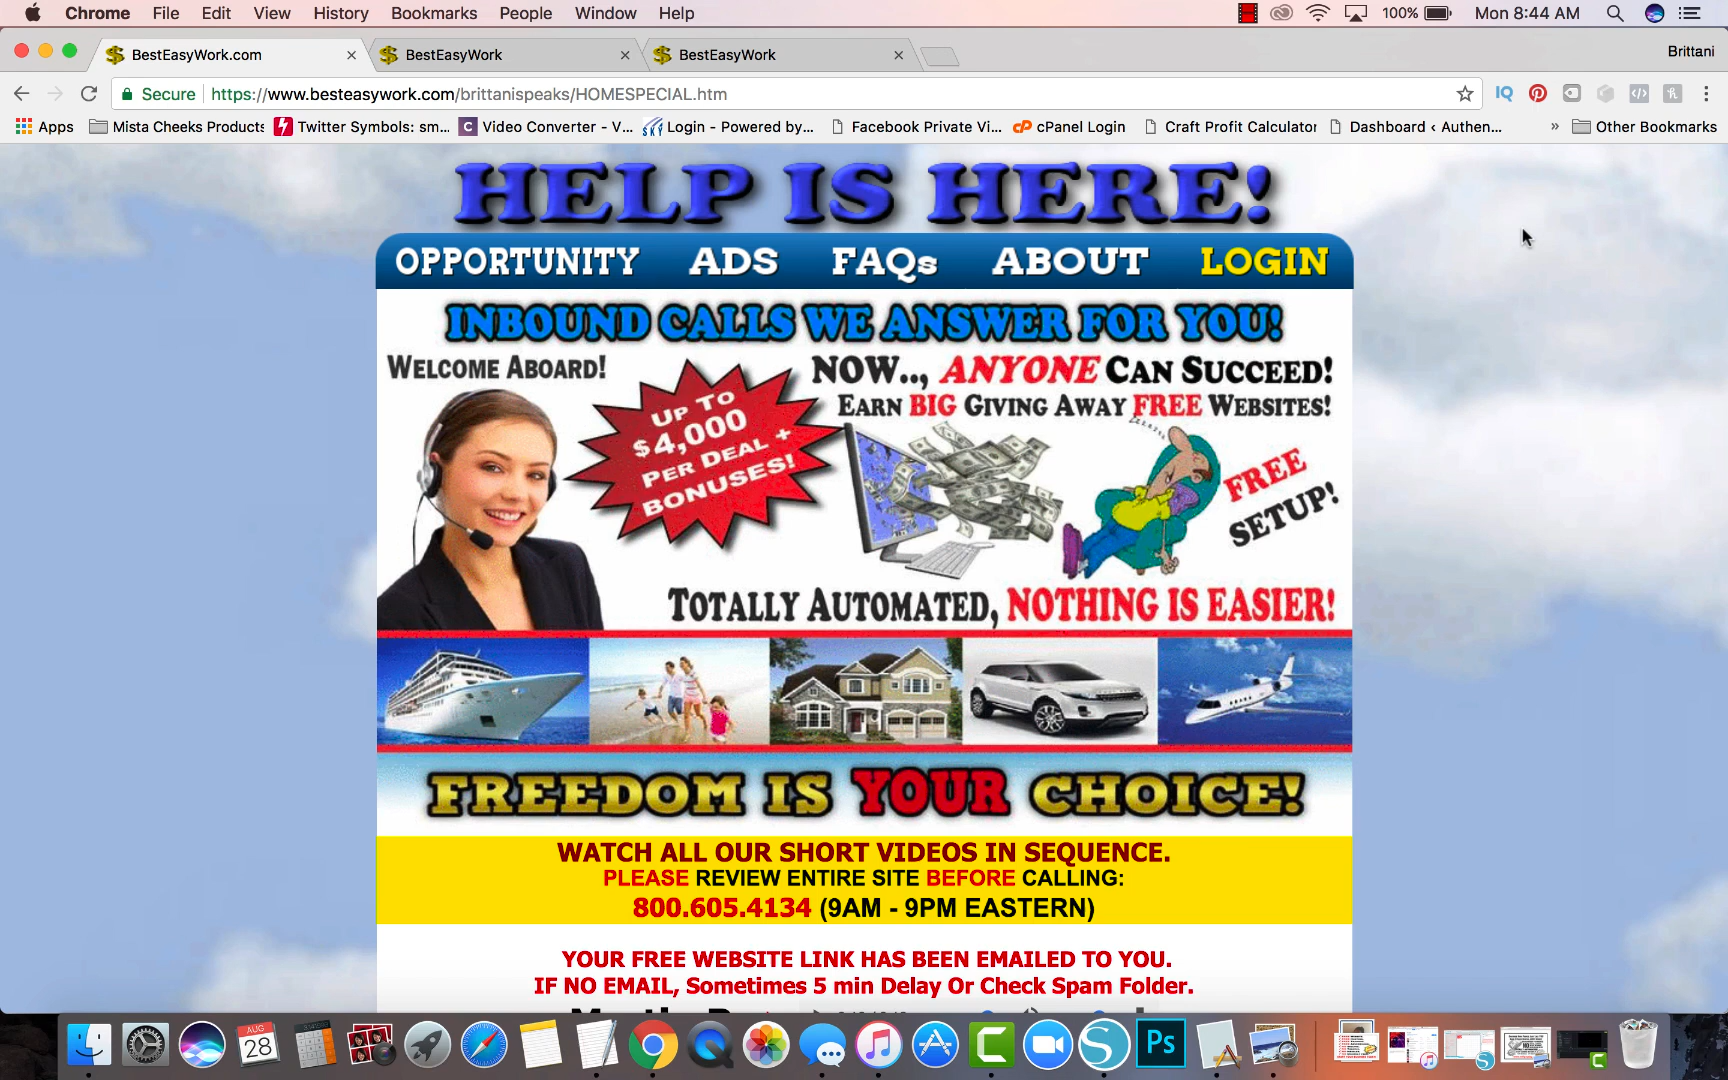 Chrome File Edit View History Bookmarks People Window Help 100% Mon 8:44 AM
BestEasyWork.com BestEasyWork BestEasyWork Brittani
Secure https://www.besteasywork.com/brittanispeaks/HOMESPECIAL.htm IQ
Apps Mista Cheeks Products Twitter Symbols: sm... Video Converter - V... Login - Powered by... Facebook Private Vi... cPanel Login Craft Profit Calculator Dashboard ‹ Authen... » Other Bookmarks
HELP IS HERE!
OPPORTUNITY ADS FAQs ABOUT LOGIN
INBOUND CALLS WE ANSWER FOR YOU!
WELCOME ABOARD!
NOW.., ANYONE CAN SUCCEED!
EARN BIG GIVING AWAY FREE WEBSITES!
UP TO
$4,000
PER DEAL +
BONUSES!
FREE
SETUP!
TOTALLY AUTOMATED, NOTHING IS EASIER!
FREEDOM IS YOUR CHOICE!
WATCH ALL OUR SHORT VIDEOS IN SEQUENCE.
PLEASE REVIEW ENTIRE SITE BEFORE CALLING:
800.605.4134 (9AM - 9PM EASTERN)
YOUR FREE WEBSITE LINK HAS BEEN EMAILED TO YOU.
IF NO EMAIL, Sometimes 5 min Delay Or Check Spam Folder.
AUG
28
Ps